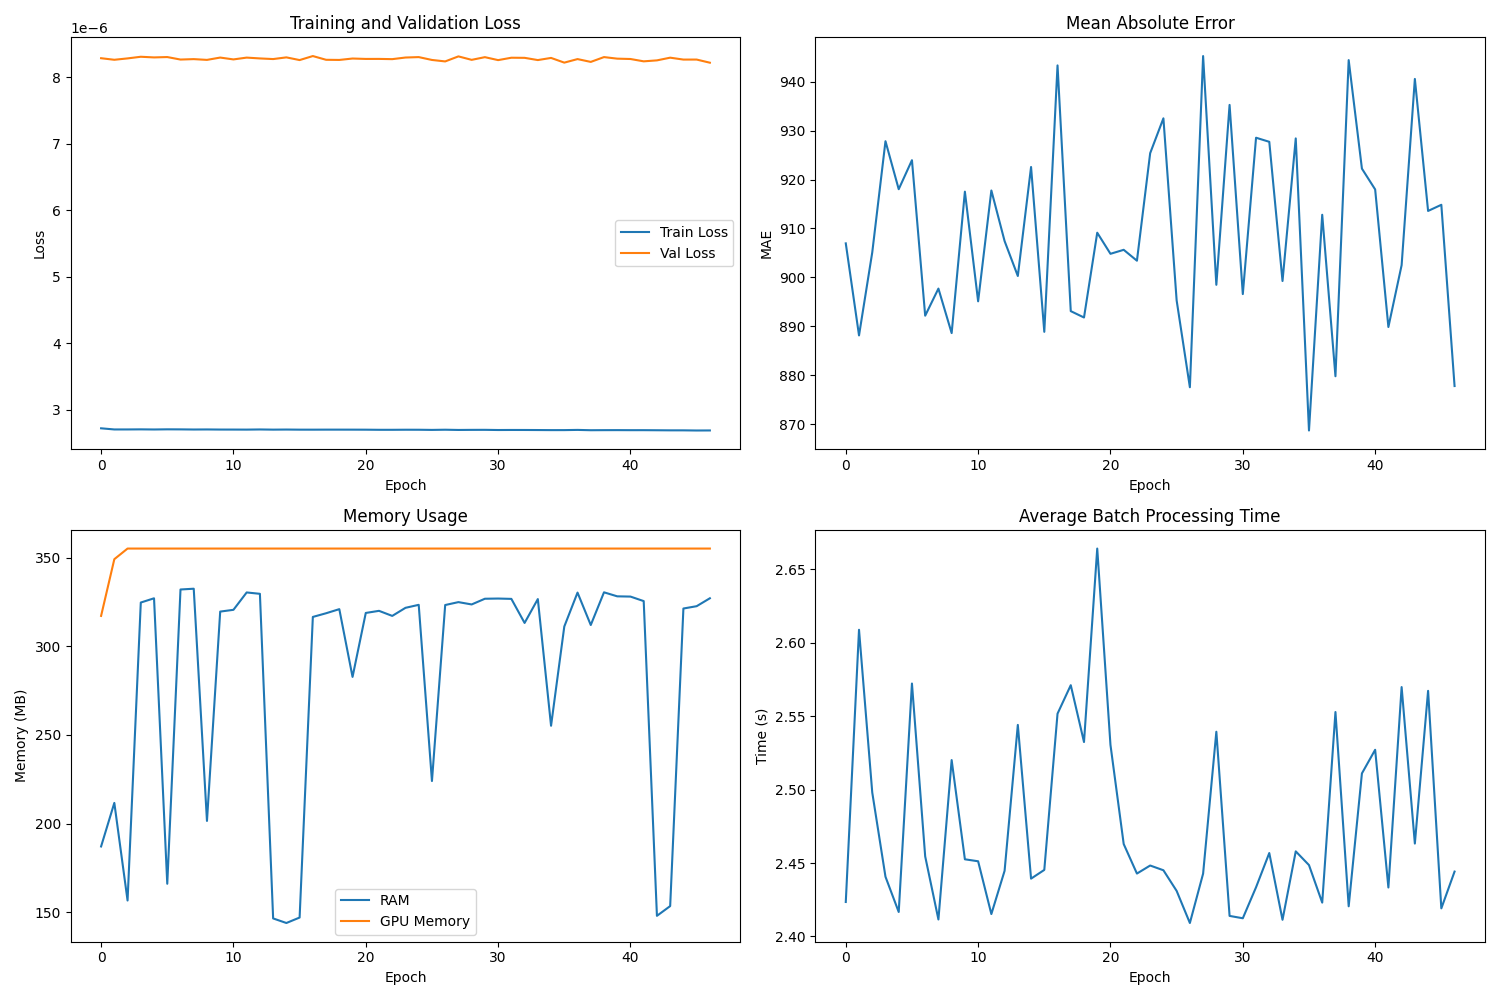 Training and Validation Loss
1e−6
8
7
6
5
4
3
Loss
Train Loss
Val Loss
0 10 20 30 40
Epoch
Mean Absolute Error
940
930
920
910
900
890
880
870
MAE
0 10 20 30 40
Epoch
Memory Usage
350
300
250
200
150
Memory (MB)
RAM
GPU Memory
0 10 20 30 40
Epoch
Average Batch Processing Time
2.65
2.60
2.55
2.50
2.45
2.40
Time (s)
0 10 20 30 40
Epoch